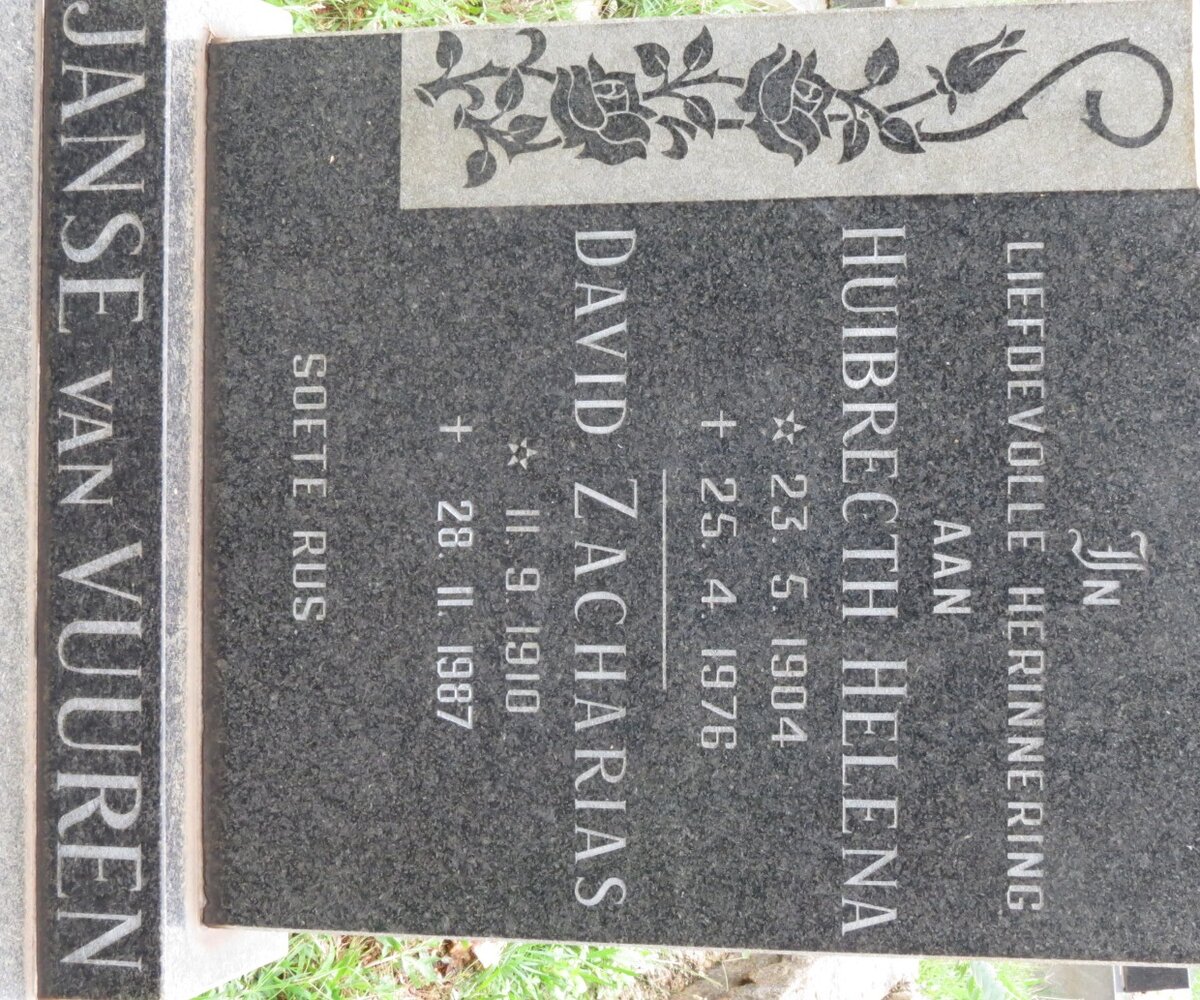 In
LIEFDEVOLLE HERINNERING
AAN
HUIBRECTH HELENA
☆ 23. 5. 1904
+ 25. 4. 1976
DAVID ZACHARIAS
☆ 11. 9. 1910
+ 28. 11. 1987
SOETE RUS
JANSE VAN VUUREN